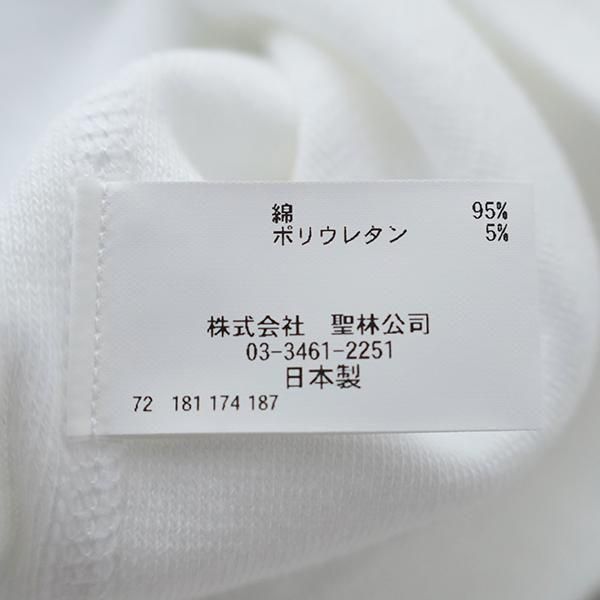 綿 95%
ポリウレタン 5%
株式会社 聖林公司
03-3461-2251
日本製
72 181 174 187